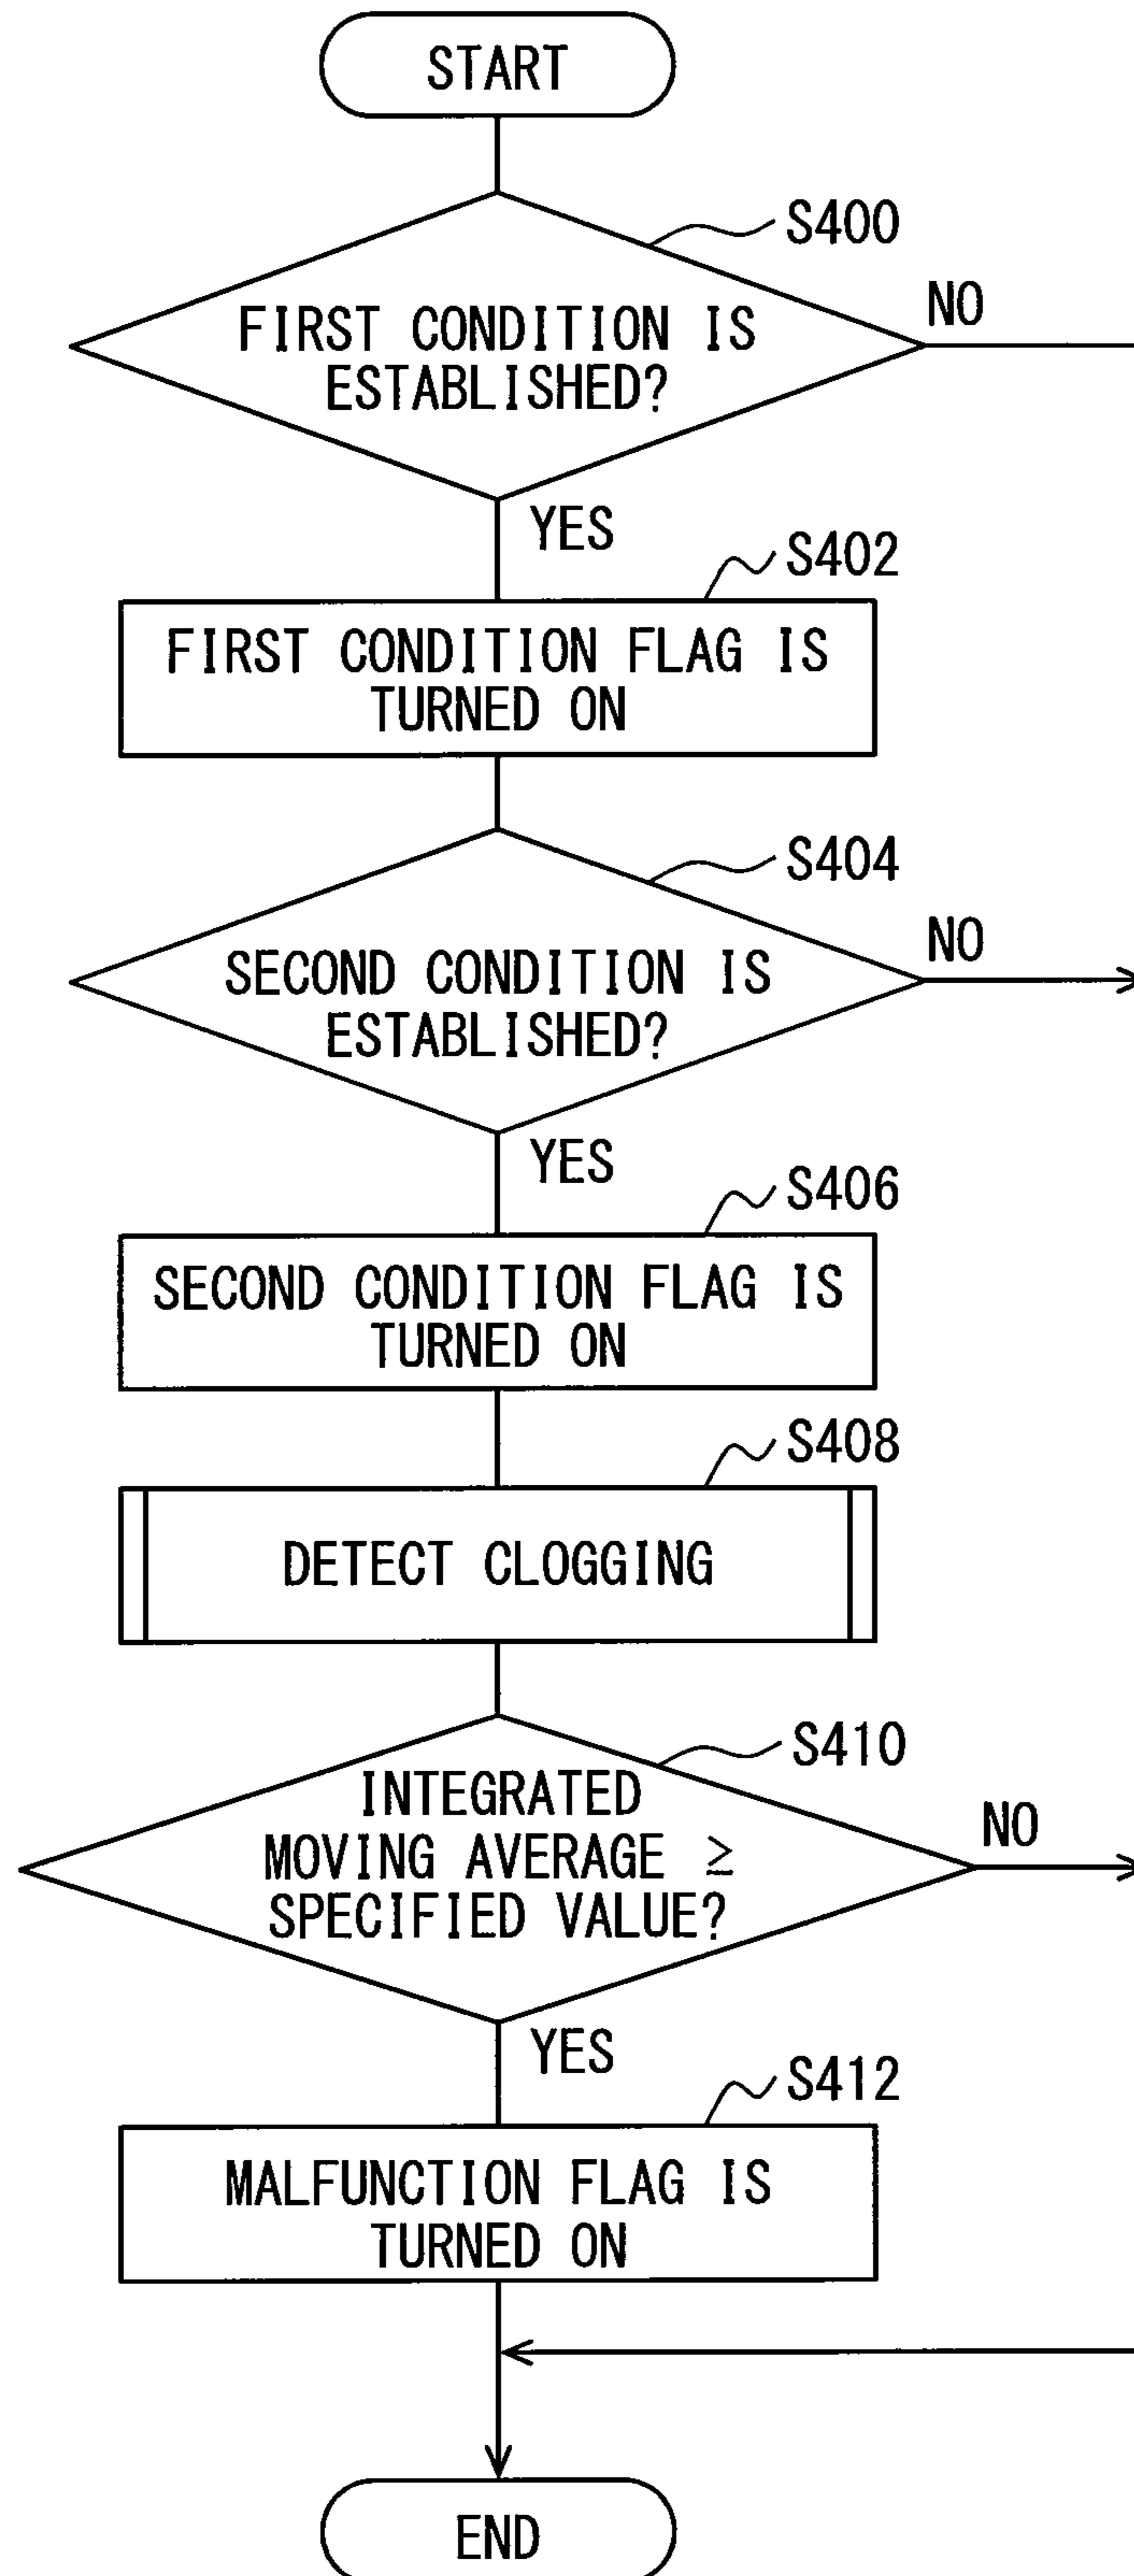 START
S400
FIRST CONDITION IS
ESTABLISHED?
NO
YES
S402
FIRST CONDITION FLAG IS
TURNED ON
S404
SECOND CONDITION IS
ESTABLISHED?
NO
YES
S406
SECOND CONDITION FLAG IS
TURNED ON
S408
DETECT CLOGGING
S410
INTEGRATED
MOVING AVERAGE ≥
SPECIFIED VALUE?
NO
YES
S412
MALFUNCTION FLAG IS
TURNED ON
END